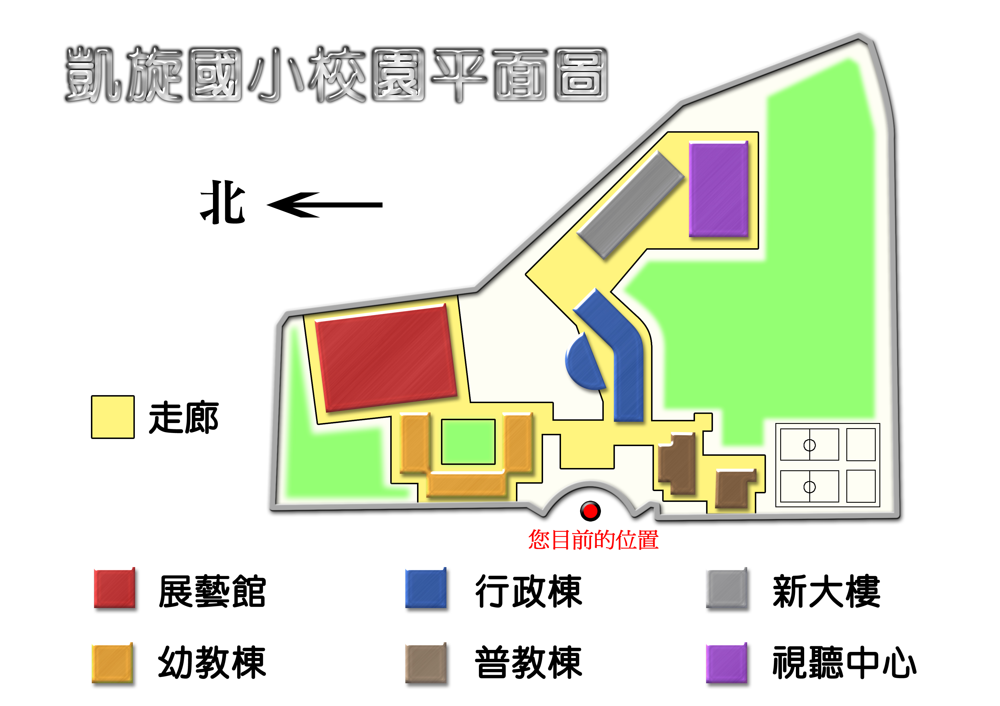 凱旋國小校園平面圖
北
走廊
您目前的位置
展藝館
行政棟
新大樓
幼教棟
普教棟
視聽中心